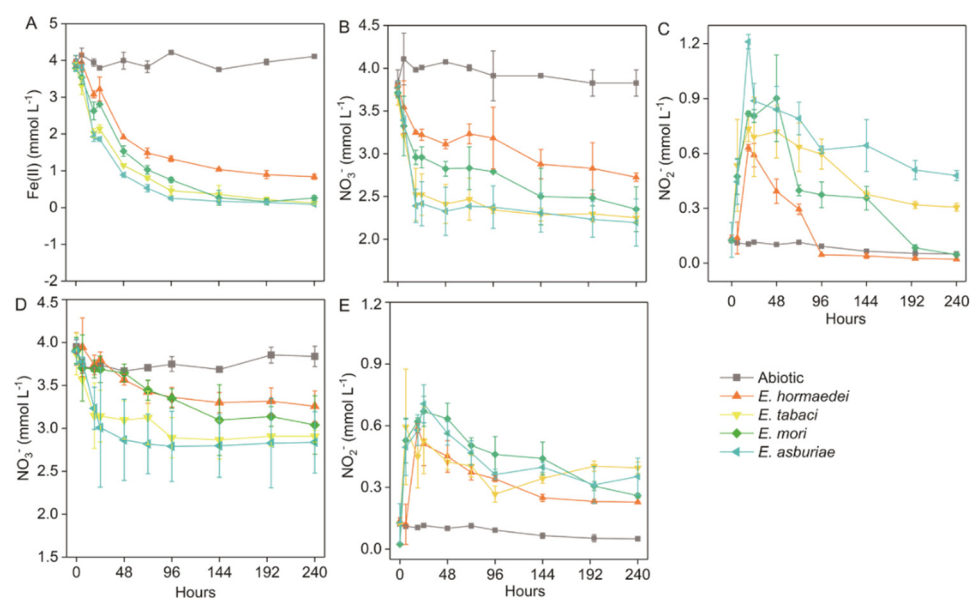 A
Fe(II) (mmol L⁻¹)
5
4
3
2
1
0
-1
-2
B
NO₃⁻ (mmol L⁻¹)
4.5
4.0
3.5
3.0
2.5
2.0
C
NO₂⁻ (mmol L⁻¹)
1.2
0.9
0.6
0.3
0.0
0 48 96 144 192 240
Hours
D
NO₃⁻ (mmol L⁻¹)
4.5
4.0
3.5
3.0
2.5
2.0
1.5
0 48 96 144 192 240
Hours
E
NO₂⁻ (mmol L⁻¹)
1.2
0.9
0.6
0.3
0.0
0 48 96 144 192 240
Hours
Abiotic
E. hormaedei
E. tabaci
E. mori
E. asburiae